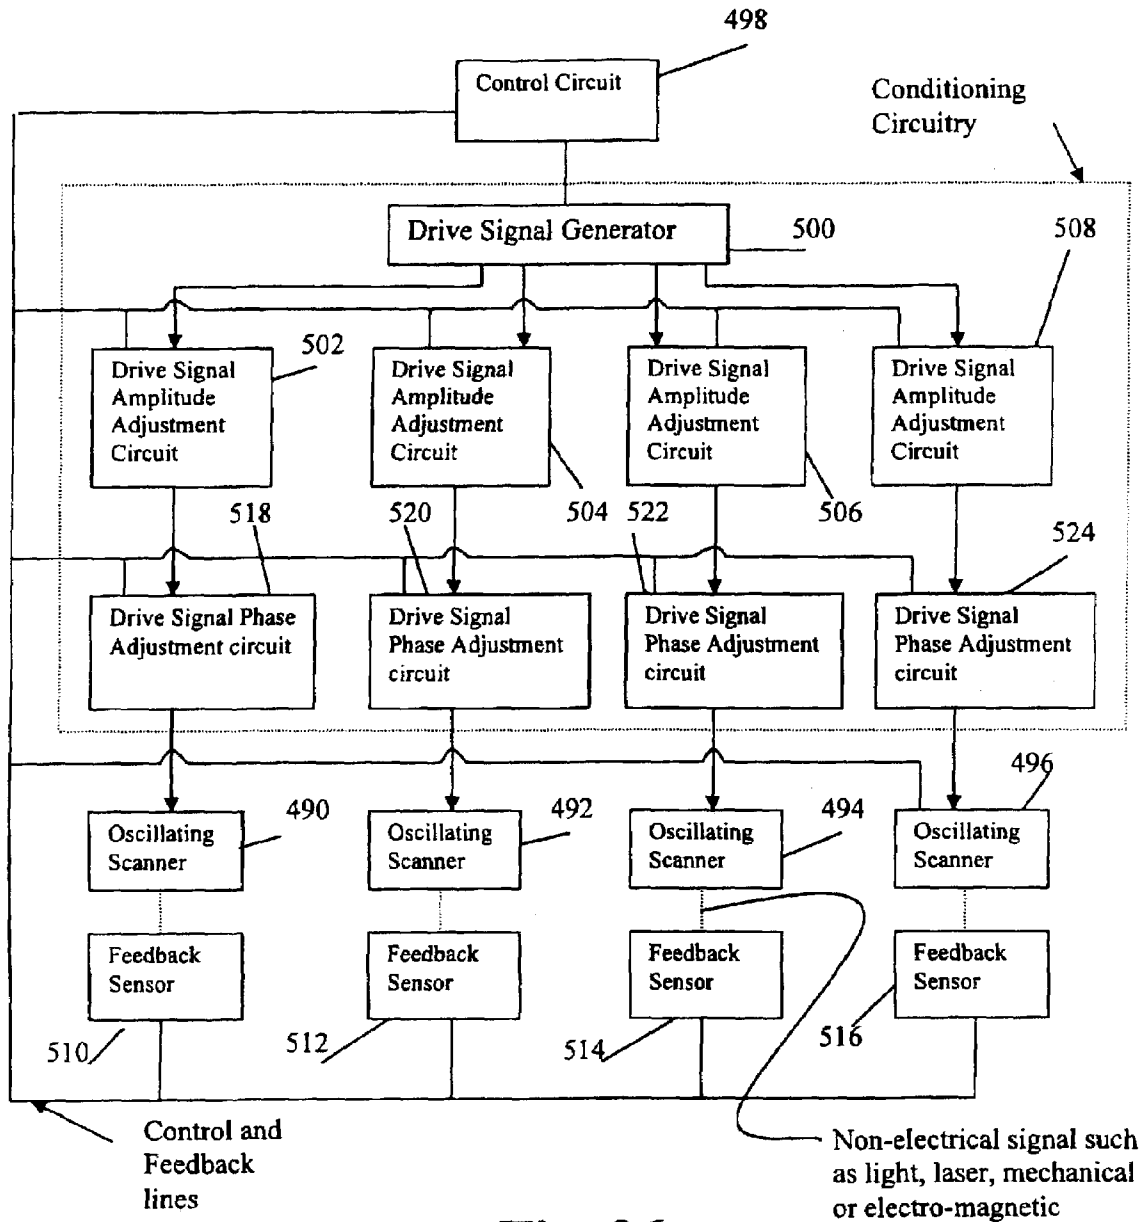 498
Control Circuit
Conditioning
Circuitry
Drive Signal Generator
500
508
502
Drive Signal
Amplitude
Adjustment
Circuit
Drive Signal
Amplitude
Adjustment
Circuit
Drive Signal
Amplitude
Adjustment
Circuit
Drive Signal
Amplitude
Adjustment
Circuit
518
520
504
522
506
524
Drive Signal Phase
Adjustment circuit
Drive Signal
Phase Adjustment
circuit
Drive Signal
Phase Adjustment
circuit
Drive Signal
Phase Adjustment
circuit
490
492
494
496
Oscillating
Scanner
Oscillating
Scanner
Oscillating
Scanner
Oscillating
Scanner
Feedback
Sensor
Feedback
Sensor
Feedback
Sensor
Feedback
Sensor
510
512
514
516
Control and
Feedback
lines
Non-electrical signal such
as light, laser, mechanical
or electro-magnetic